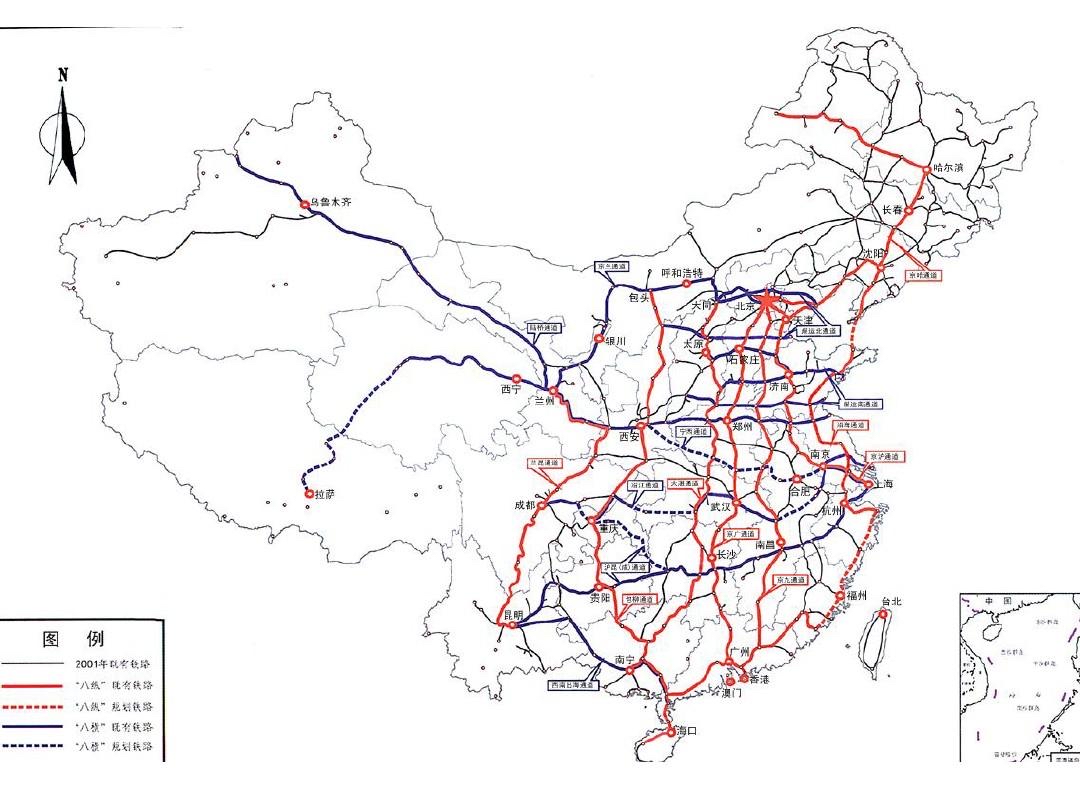 N
哈尔滨
长春
沈阳
京哈通道
乌鲁木齐
呼和浩特
京兰通道
包头
大同
北京
天津
煤运北通道
陆桥通道
银川
太原
石家庄
西宁
兰州
济南
煤运南通道
西安
宁西通道
郑州
沿海通道
兰昆通道
南京
京沪通道
拉萨
成都
沿江通道
大湛通道
合肥
上海
武汉
杭州
重庆
京广通道
南昌
长沙
沪昆(成)通道
贵阳
包柳通道
京九通道
福州
台北
昆明
南宁
广州
西南出海通道
香港
澳门
海口
图 例
2001年既有铁路
“八纵”既有铁路
“八纵”规划铁路
“八横”既有铁路
“八横”规划铁路
中 国